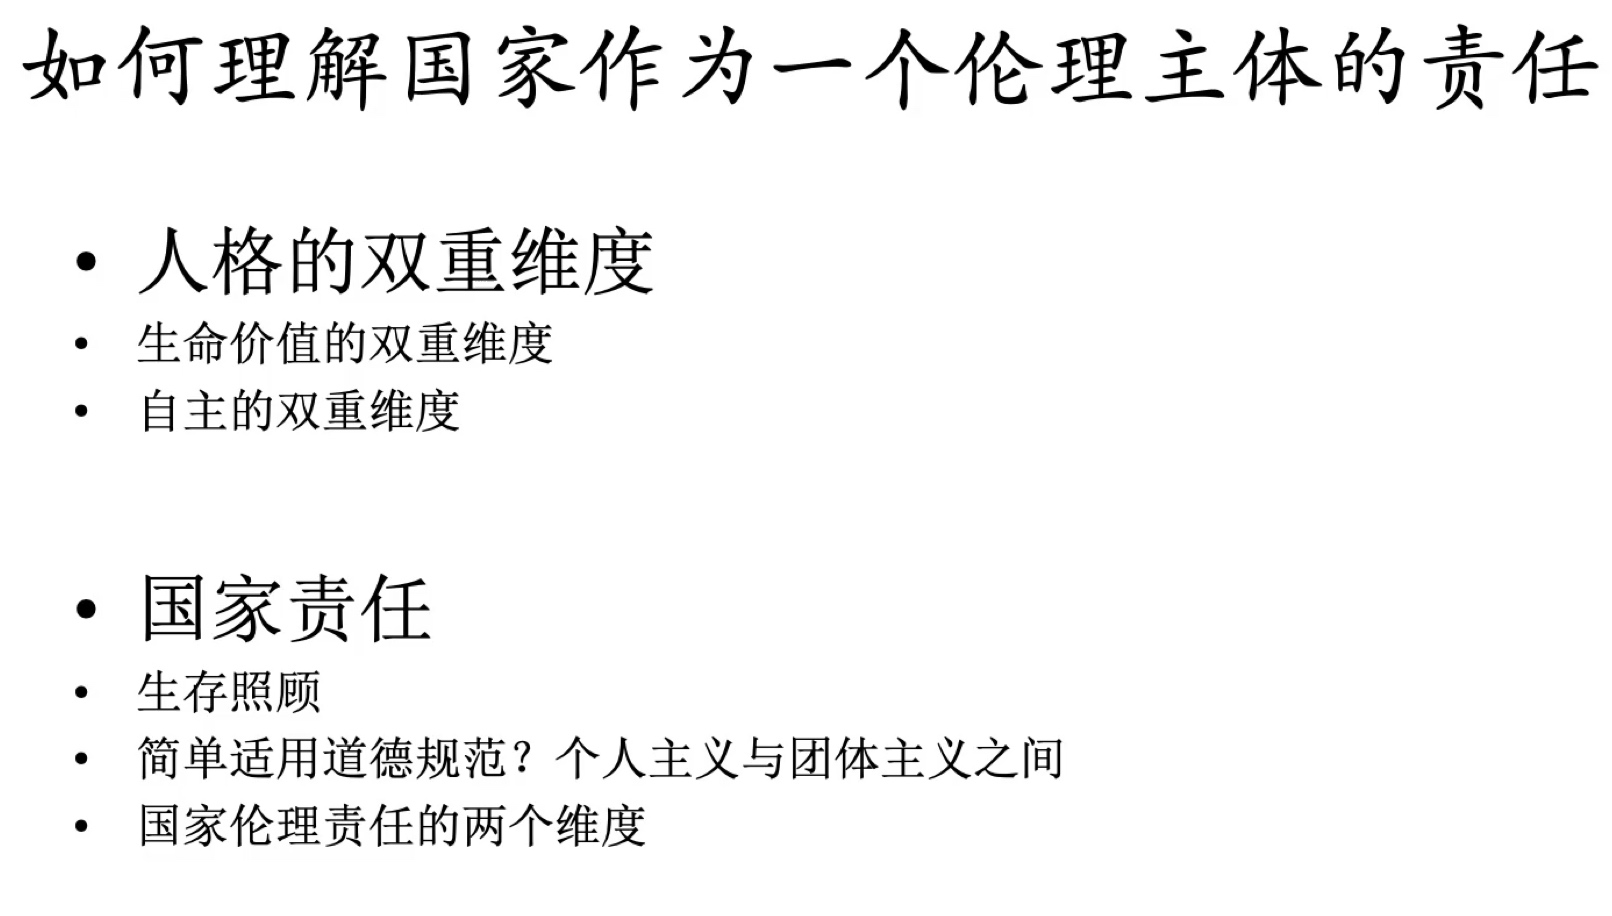 如何理解国家作为一个伦理主体的责任
• 人格的双重维度
• 生命价值的双重维度
• 自主的双重维度
• 国家责任
• 生存照顾
• 简单适用道德规范？个人主义与团体主义之间
• 国家伦理责任的两个维度